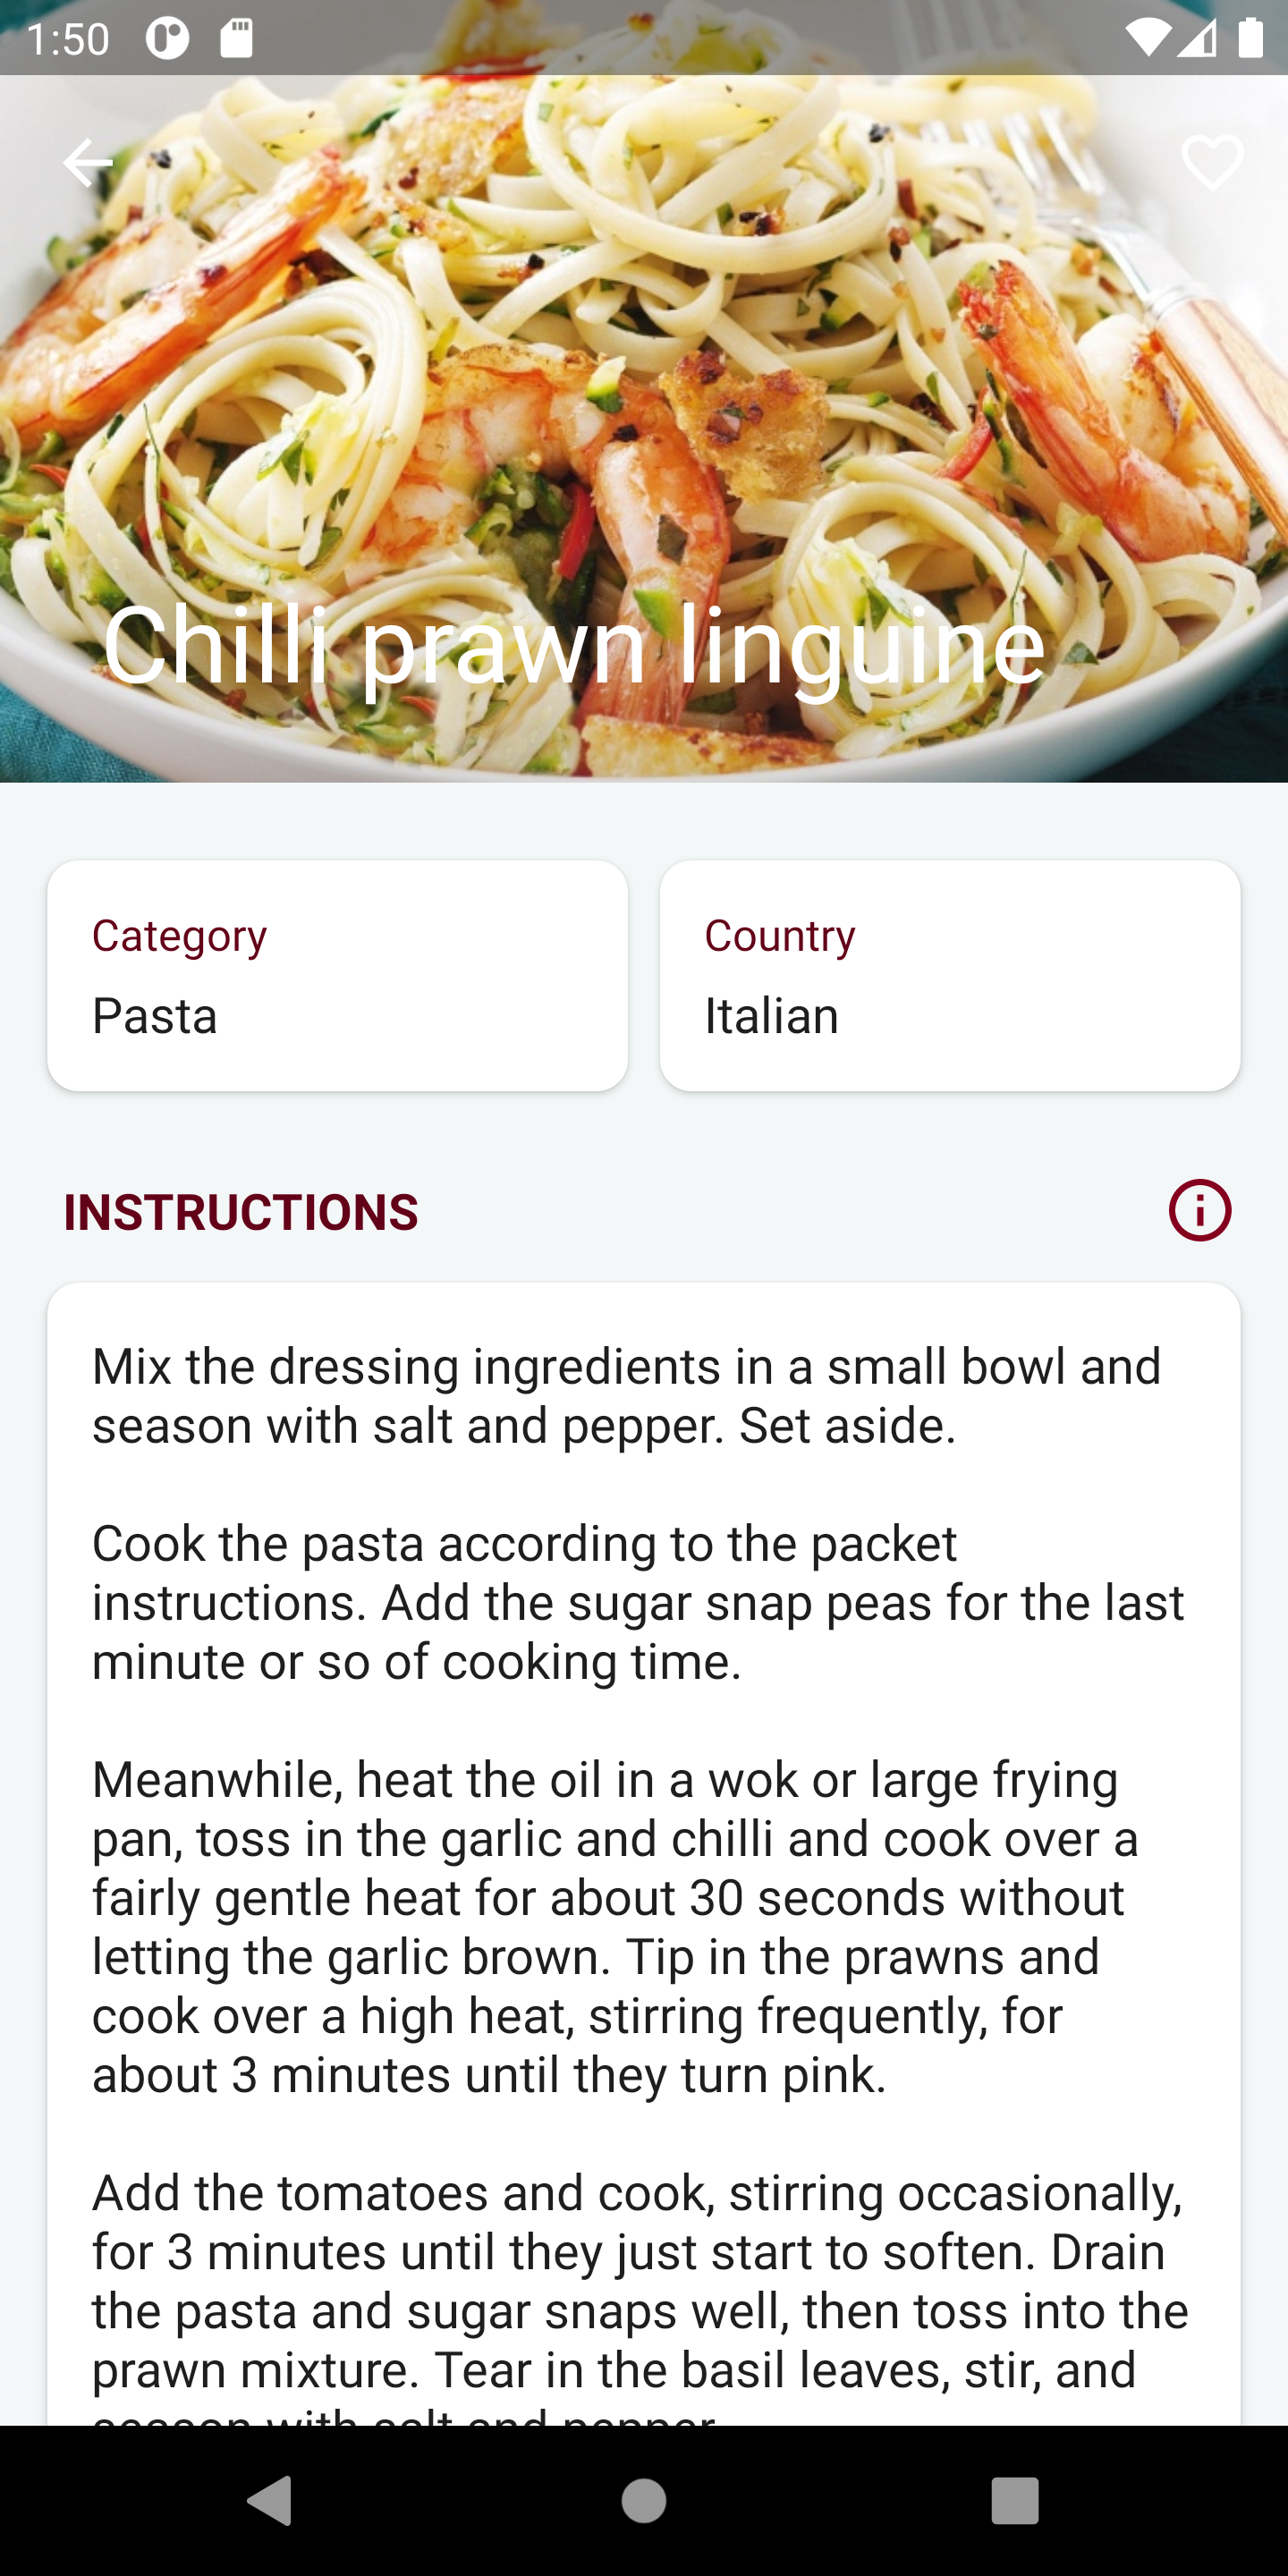 1:50
Chilli prawn linguine
Category
Pasta
Country
Italian
INSTRUCTIONS
Mix the dressing ingredients in a small bowl and
season with salt and pepper. Set aside.
Cook the pasta according to the packet
instructions. Add the sugar snap peas for the last
minute or so of cooking time.
Meanwhile, heat the oil in a wok or large frying
pan, toss in the garlic and chilli and cook over a
fairly gentle heat for about 30 seconds without
letting the garlic brown. Tip in the prawns and
cook over a high heat, stirring frequently, for
about 3 minutes until they turn pink.
Add the tomatoes and cook, stirring occasionally,
for 3 minutes until they just start to soften. Drain
the pasta and sugar snaps well, then toss into the
prawn mixture. Tear in the basil leaves, stir, and
season with salt and pepper